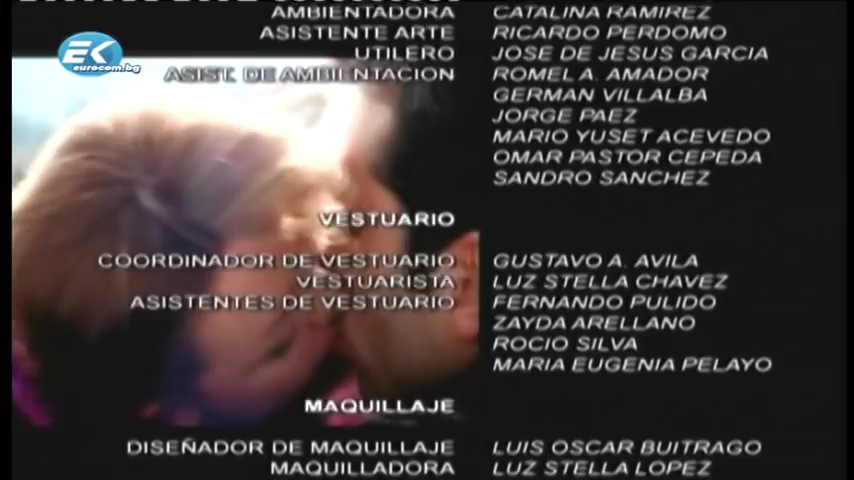 AMBIENTADORA CATALINA RAMIREZ
ASISTENTE ARTE RICARDO PERDOMO
UTILERO JOSE DE JESUS GARCIA
ASIST. DE AMBIENTACION ROMEL A. AMADOR
GERMAN VILLALBA
JORGE PAEZ
MARIO YUSET ACEVEDO
OMAR PASTOR CEPEDA
SANDRO SANCHEZ
EK
eurocom.bg
VESTUARIO
COORDINADOR DE VESTUARIO GUSTAVO A. AVILA
VESTUARISTA LUZ STELLA CHAVEZ
ASISTENTES DE VESTUARIO FERNANDO PULIDO
ZAYDA ARELLANO
ROCIO SILVA
MARIA EUGENIA PELAYO
MAQUILLAJE
DISEÑADOR DE MAQUILLAJE LUIS OSCAR BUITRAGO
MAQUILLADORA LUZ STELLA LOPEZ